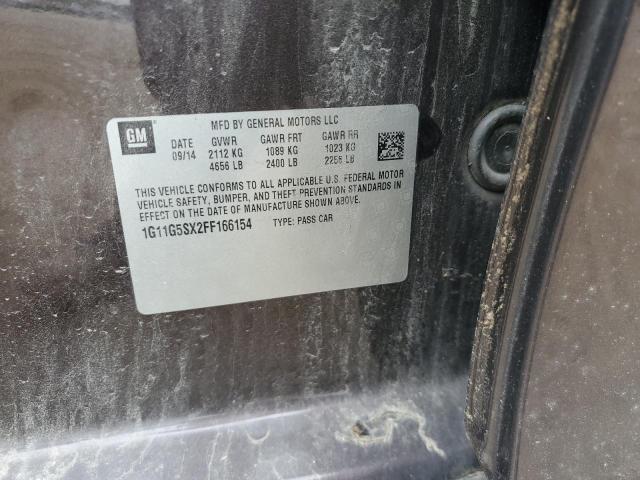 GM
MFD BY GENERAL MOTORS LLC
DATE GVWR GAWR FRT GAWR RR
09/14 2112 KG 1089 KG 1023 KG
4656 LB 2400 LB 2256 LB
THIS VEHICLE CONFORMS TO ALL APPLICABLE U.S. FEDERAL MOTOR
VEHICLE SAFETY, BUMPER, AND THEFT PREVENTION STANDARDS IN
EFFECT ON THE DATE OF MANUFACTURE SHOWN ABOVE.
1G11G5SX2FF166154 TYPE: PASS CAR